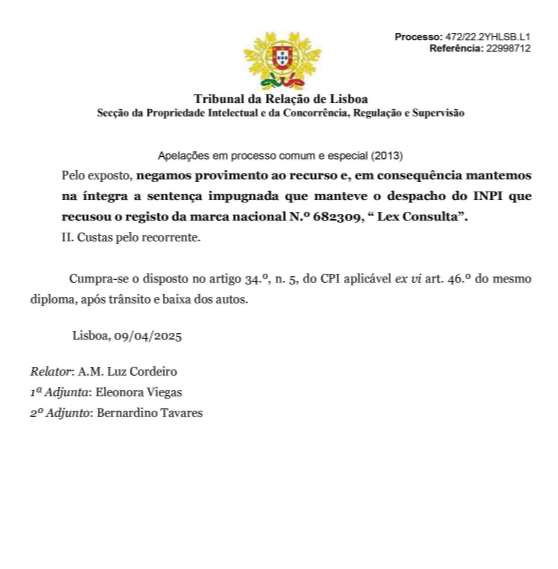 Processo: 472/22.2YHLSB.L1
Referência: 22998712
Tribunal da Relação de Lisboa
Secção da Propriedade Intelectual e da Concorrência, Regulação e Supervisão
Apelações em processo comum e especial (2013)
Pelo exposto, negamos provimento ao recurso e, em consequência mantemos
na íntegra a sentença impugnada que manteve o despacho do INPI que
recusou o registo da marca nacional N.º 682309, “ Lex Consulta”.
II. Custas pelo recorrente.
Cumpra-se o disposto no artigo 34.º, n. 5, do CPI aplicável ex vi art. 46.º do mesmo
diploma, após trânsito e baixa dos autos.
Lisboa, 09/04/2025
Relator: A.M. Luz Cordeiro
1ª Adjunta: Eleonora Viegas
2º Adjunto: Bernardino Tavares